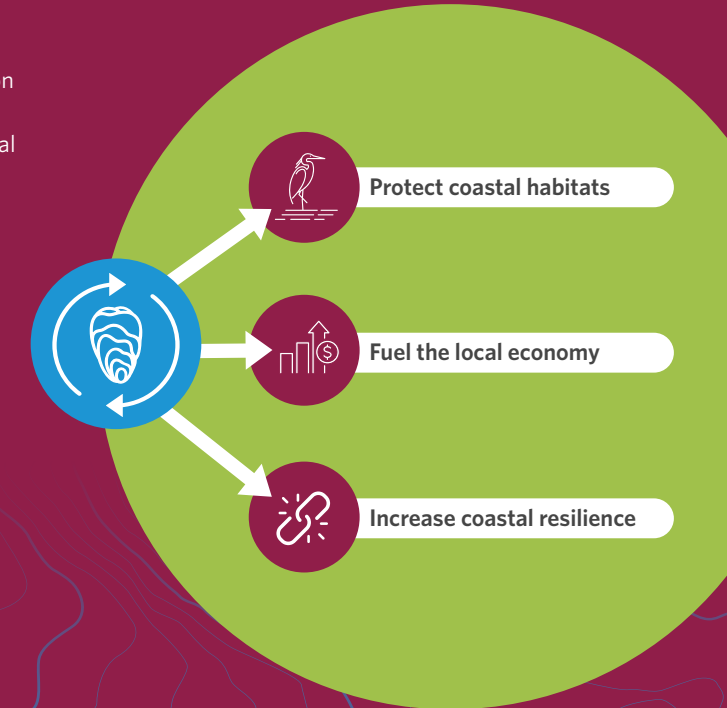 Protect coastal habitats
Fuel the local economy
Increase coastal resilience